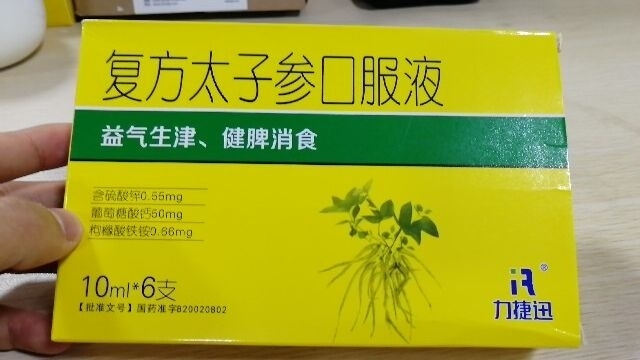 复方太子参口服液
益气生津、健脾消食
含硫酸锌0.55mg
葡萄糖酸钙50mg
枸橼酸铁铵0.66mg
10ml*6支
【批准文号】国药准字B20020802
®
力捷迅